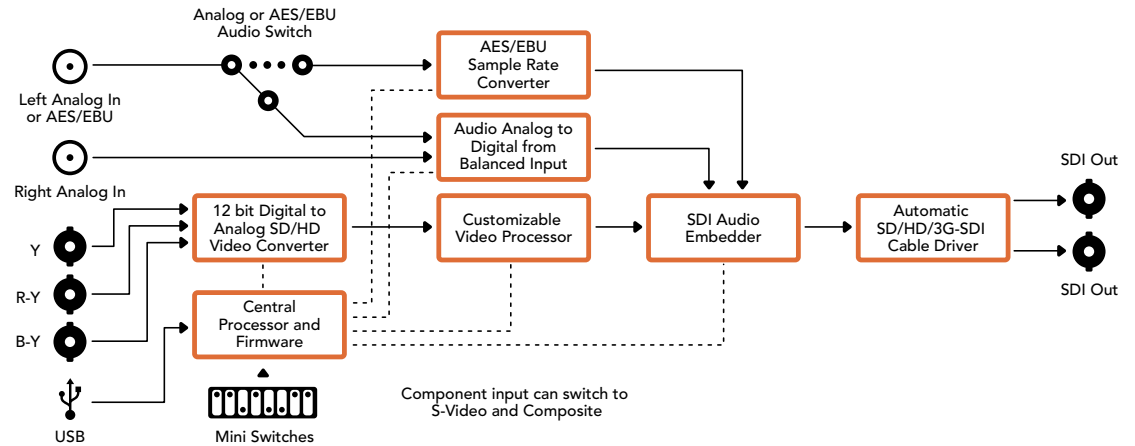 Analog or AES/EBU
Audio Switch
Left Analog In
or AES/EBU
Right Analog In
AES/EBU
Sample Rate
Converter
Audio Analog to
Digital from
Balanced Input
Y
R-Y
B-Y
USB
12 bit Digital to
Analog SD/HD
Video Converter
Customizable
Video Processor
SDI Audio
Embedder
Automatic
SD/HD/3G-SDI
Cable Driver
SDI Out
SDI Out
Central
Processor and
Firmware
Mini Switches
Component input can switch to
S-Video and Composite